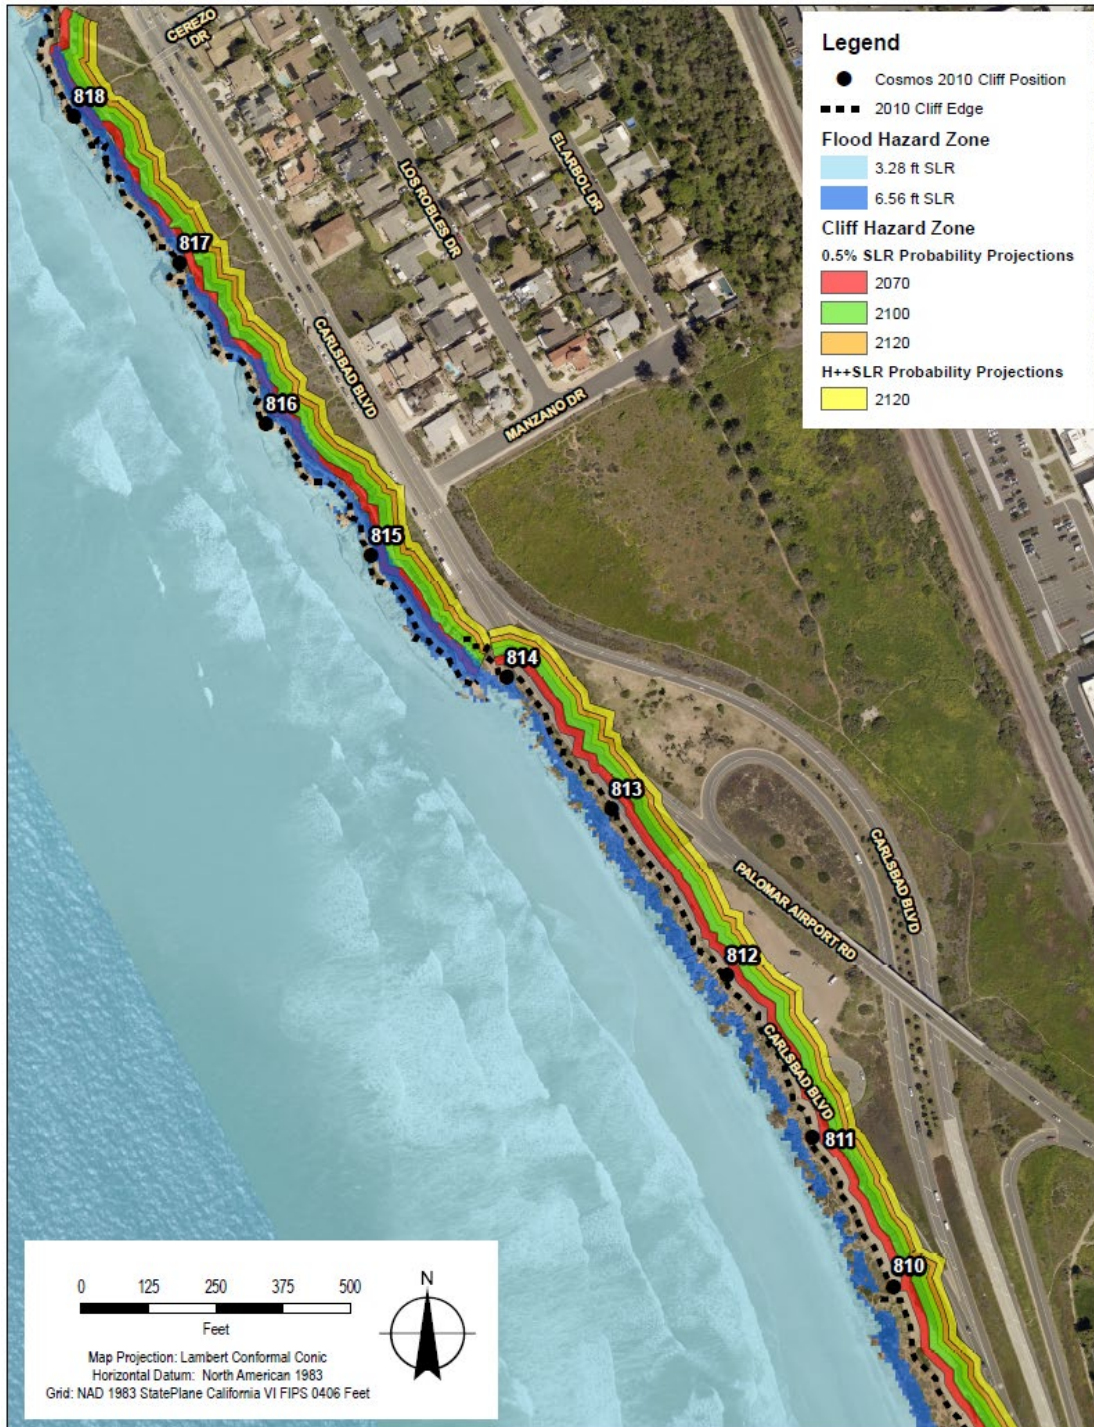 CEREZO
DR
818
ELARBOL DR
LOS ROBLES DR
817
CARLSBAD BLVD
816
MANZANO DR
815
814
813
CARLSBAD BLVD
PALOMAR AIRPORT RD
812
CARLSBAD BLVD
811
810
Legend
Cosmos 2010 Cliff Position
2010 Cliff Edge
Flood Hazard Zone
3.28 ft SLR
6.56 ft SLR
Cliff Hazard Zone
0.5% SLR Probability Projections
2070
2100
2120
H++SLR Probability Projections
2120
0 125 250 375 500
Feet
N
Map Projection: Lambert Conformal Conic
Horizontal Datum: North American 1983
Grid: NAD 1983 StatePlane California VI FIPS 0406 Feet